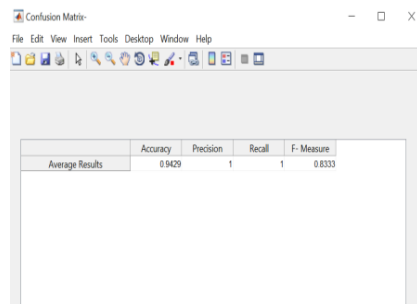 Confusion Matrix-
File Edit View Insert Tools Desktop Window Help
Accuracy Precision Recall F- Measure
Average Results 0.9429 1 1 0.8333